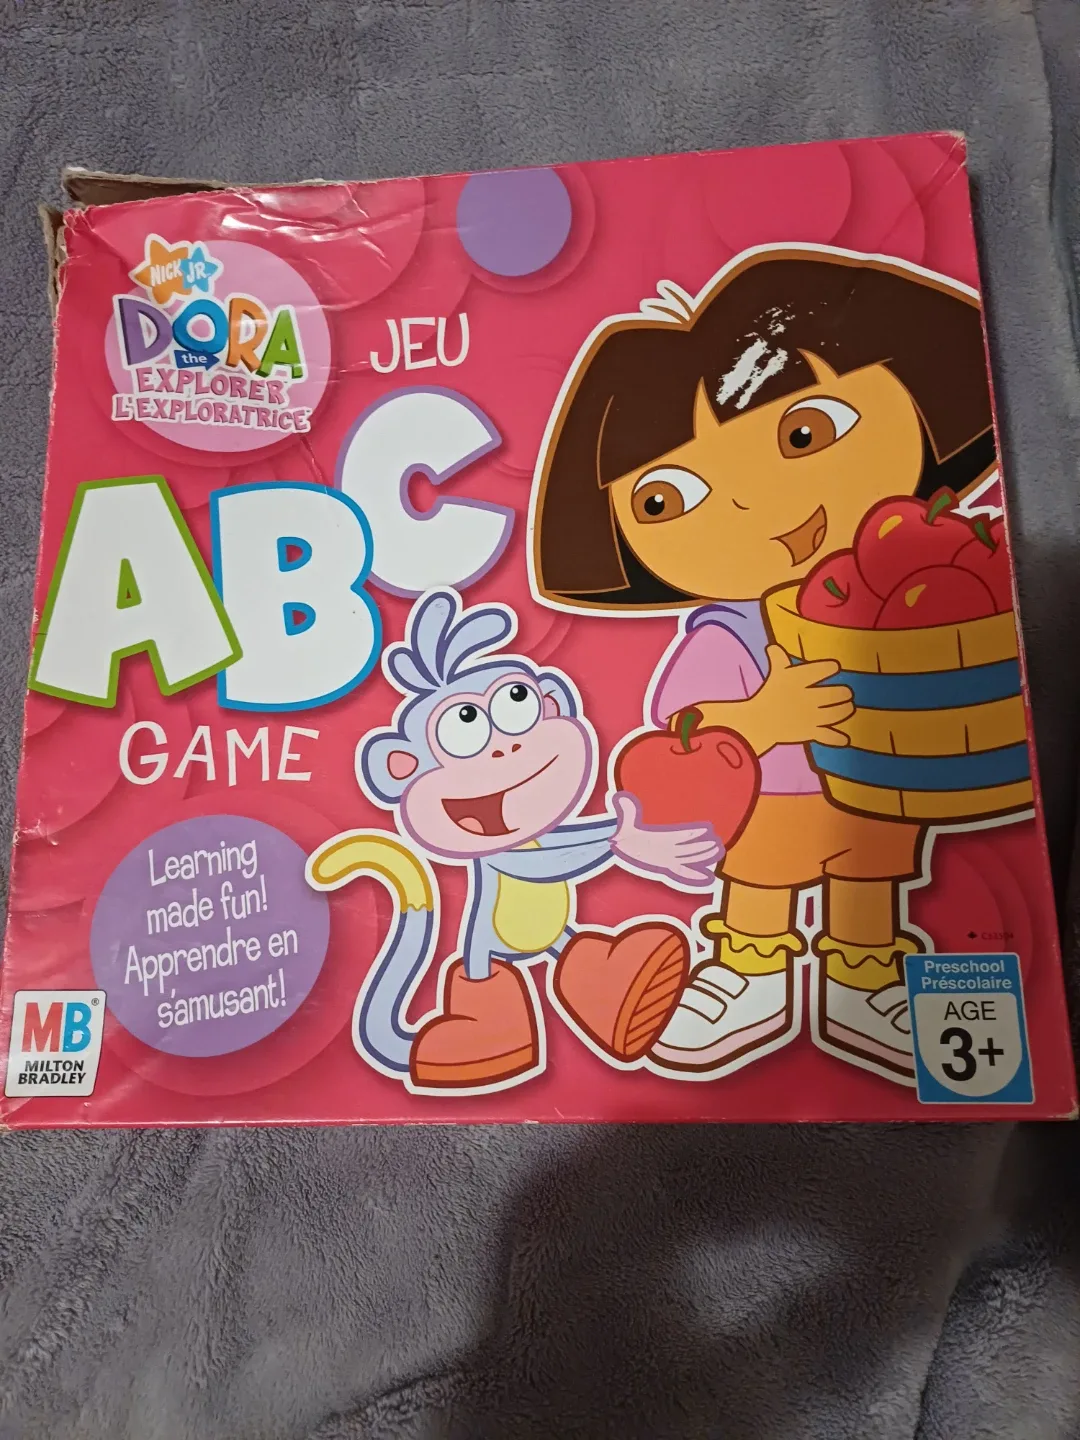 NICK JR.
DORA
the
EXPLORER
L'EXPLORATRICE
JEU
ABC
GAME
Learning
made fun!
Apprendre en
s'amusant!
MB®
MILTON
BRADLEY
Preschool
Préscolaire
AGE
3+